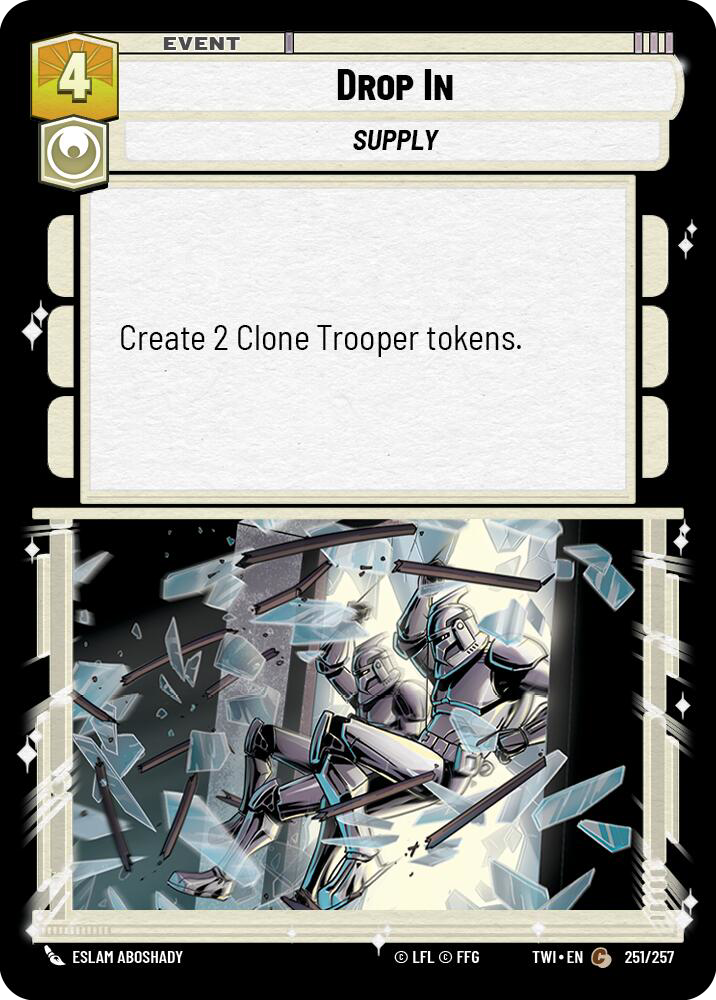 EVENT
4
DROP IN
SUPPLY
Create 2 Clone Trooper tokens.
ESLAM ABOSHADY
© LFL © FFG
TWI • EN
C
251/257